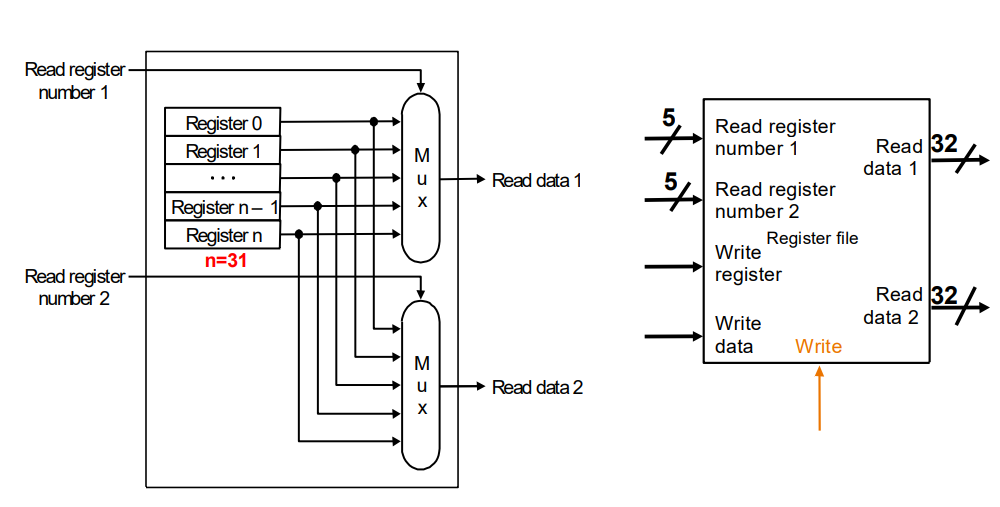 Read register
number 1
Register 0
Register 1
...
Register n – 1
Register n
n=31
M
u
x
Read data 1
Read register
number 2
M
u
x
Read data 2
5
Read register
number 1
Read
data 1
32
5
Read register
number 2
Register file
Write
register
Read
data 2
32
Write
data
Write